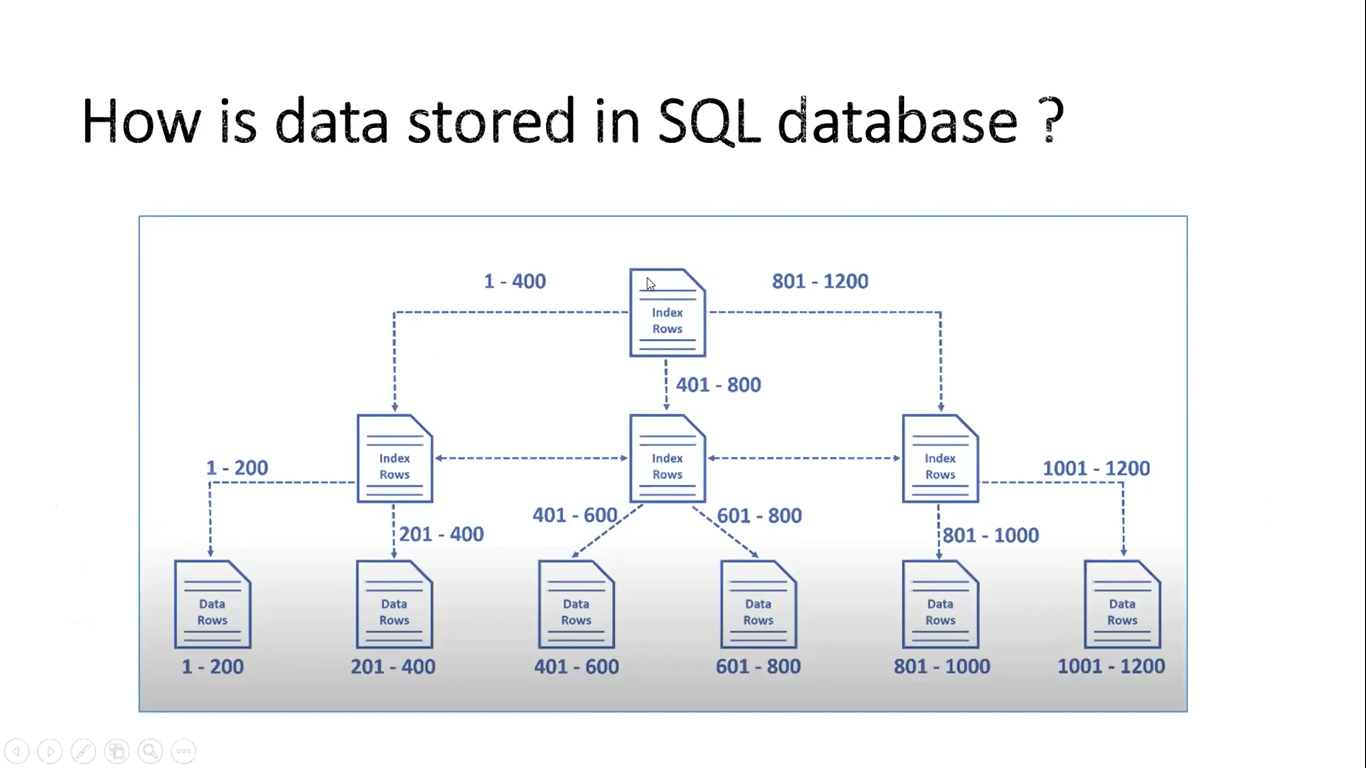 How is data stored in SQL database ?
1 - 400
801 - 1200
Index
Rows
401 - 800
Index
Rows
Index
Rows
Index
Rows
1 - 200
1001 - 1200
401 - 600
601 - 800
201 - 400
801 - 1000
Data
Rows
Data
Rows
Data
Rows
Data
Rows
Data
Rows
Data
Rows
1 - 200
201 - 400
401 - 600
601 - 800
801 - 1000
1001 - 1200